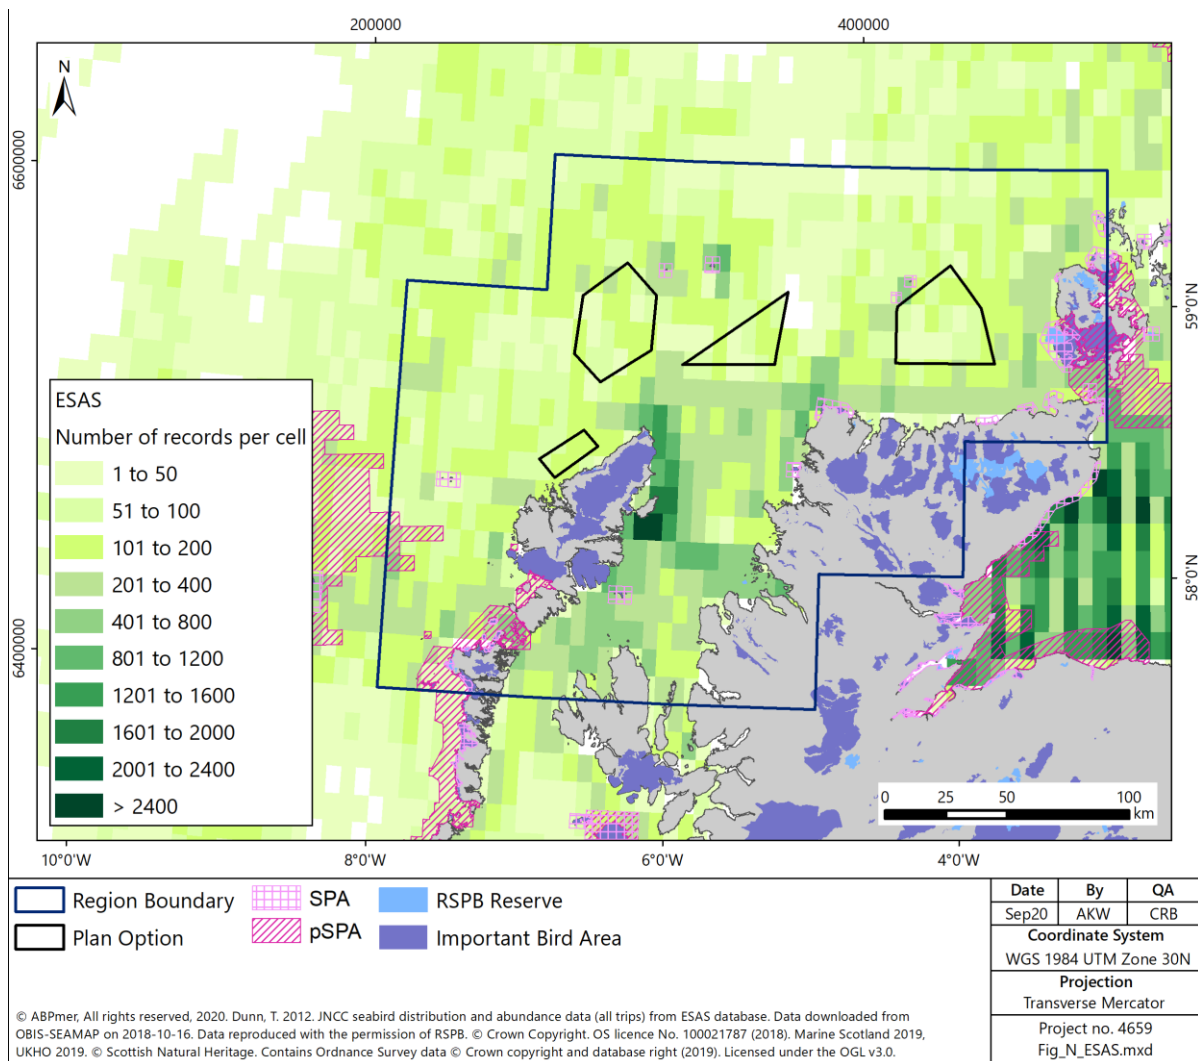 200000
400000
N
6600000
6400000
59°0'N
58°0'N
ESAS
Number of records per cell
1 to 50
51 to 100
101 to 200
201 to 400
401 to 800
801 to 1200
1201 to 1600
1601 to 2000
2001 to 2400
> 2400
0 25 50 100
km
10°0'W 8°0'W 6°0'W 4°0'W
Region Boundary
Plan Option
SPA
pSPA
RSPB Reserve
Important Bird Area
Date By QA
Sep20 AKW CRB
Coordinate System
WGS 1984 UTM Zone 30N
Projection
Transverse Mercator
Project no. 4659
Fig_N_ESAS.mxd
© ABPmer, All rights reserved, 2020. Dunn, T. 2012. JNCC seabird distribution and abundance data (all trips) from ESAS database. Data downloaded from
OBIS-SEAMAP on 2018-10-16. Data reproduced with the permission of RSPB. © Crown Copyright. OS licence No. 100021787 (2018). Marine Scotland 2019,
UKHO 2019. © Scottish Natural Heritage. Contains Ordnance Survey data © Crown copyright and database right (2019). Licensed under the OGL v3.0.